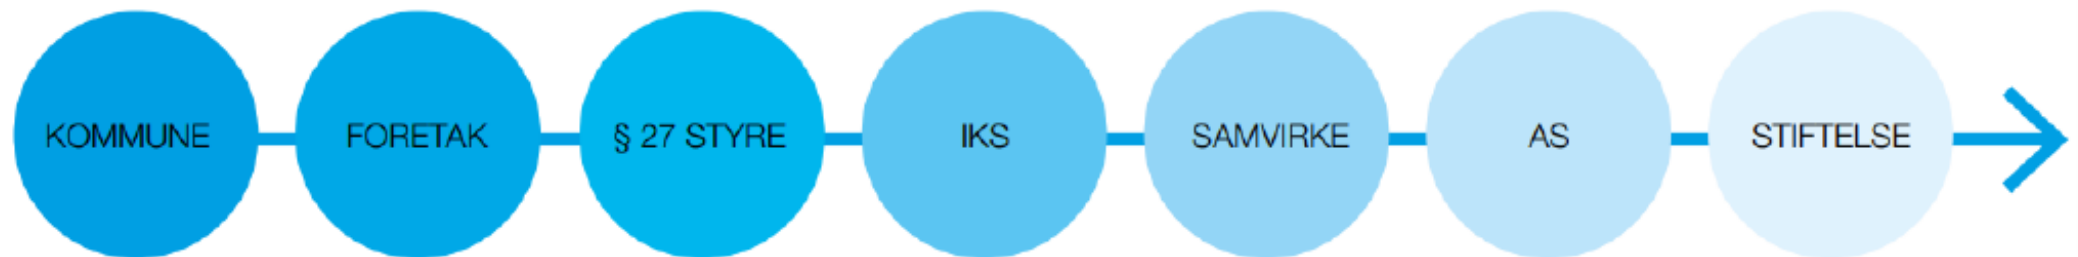 KOMMUNE
FORETAK
§ 27 STYRE
IKS
SAMVIRKE
AS
STIFTELSE